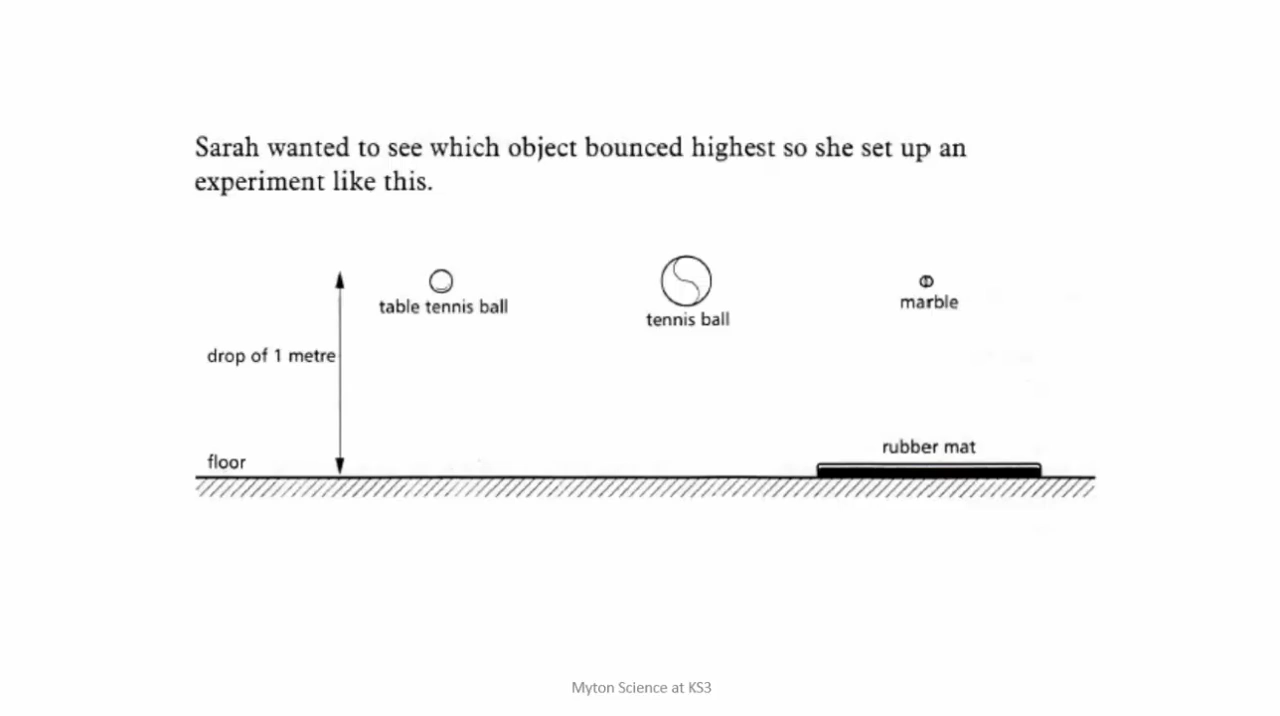 Sarah wanted to see which object bounced highest so she set up an
experiment like this.
table tennis ball
tennis ball
marble
drop of 1 metre
rubber mat
floor
Myton Science at KS3